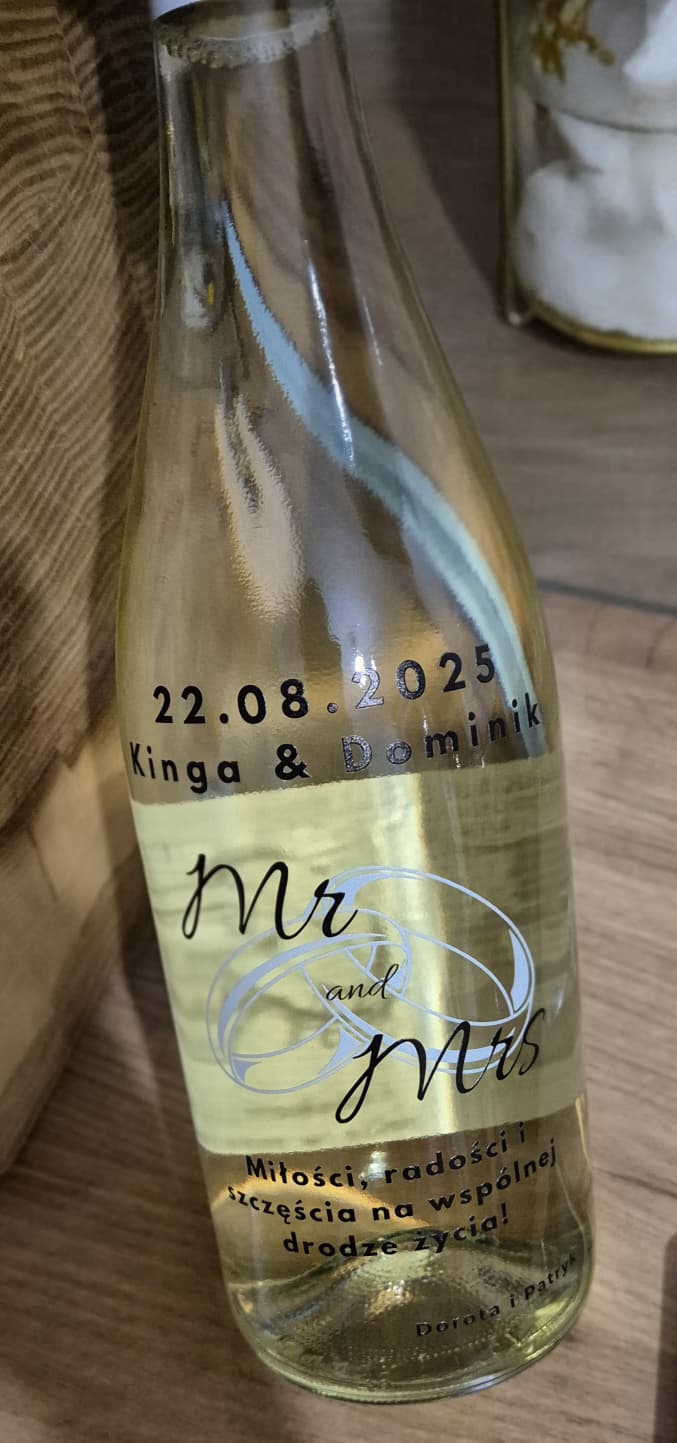 22.08.2025
Kinga & Dominik
Mr
and
Mrs
Miłości, radości i
szczęścia na wspólnej
drodze życia!
Dorota i Patryk